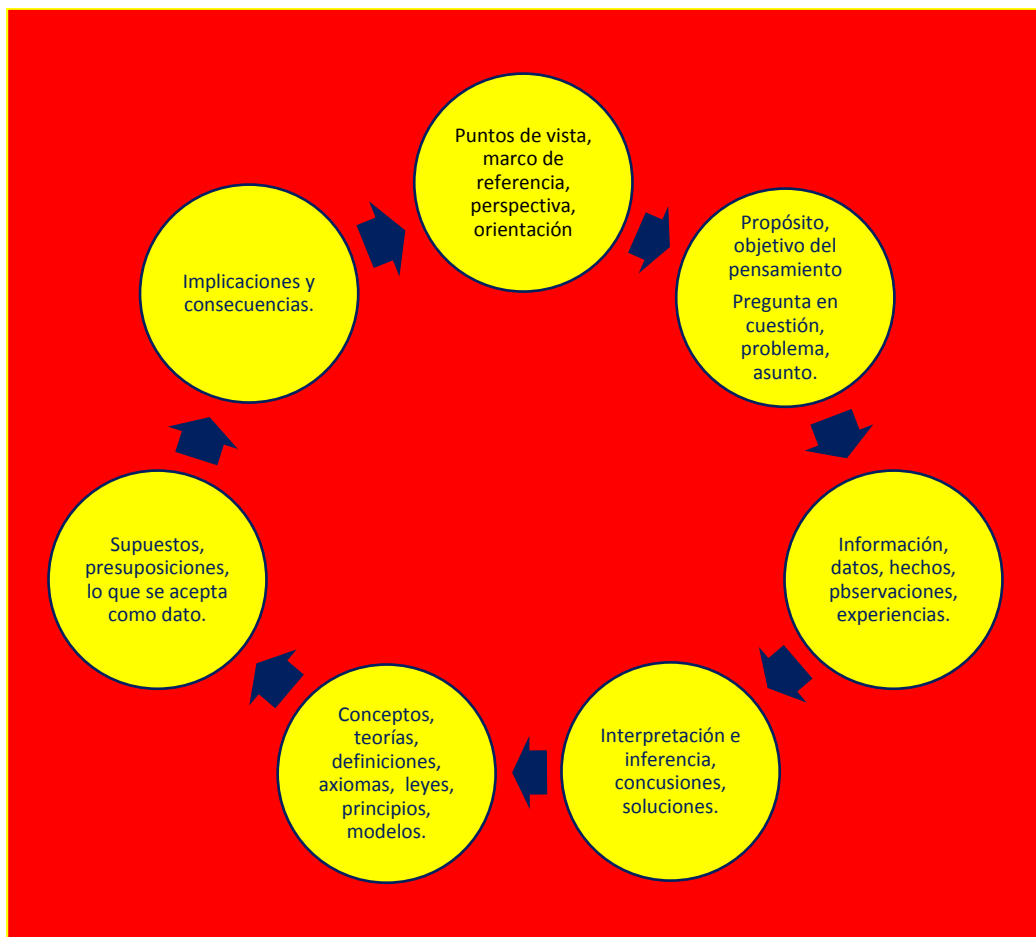 Puntos de vista,
marco de
referencia,
perspectiva,
orientación
Propósito,
objetivo del
pensamiento
Pregunta en
cuestión,
problema,
asunto.
Información,
datos, hechos,
pbservaciones,
experiencias.
Interpretación e
inferencia,
concusiones,
soluciones.
Conceptos,
teorías,
definiciones,
axiomas,  leyes,
principios,
modelos.
Supuestos,
presuposiciones,
lo que se acepta
como dato.
Implicaciones y
consecuencias.